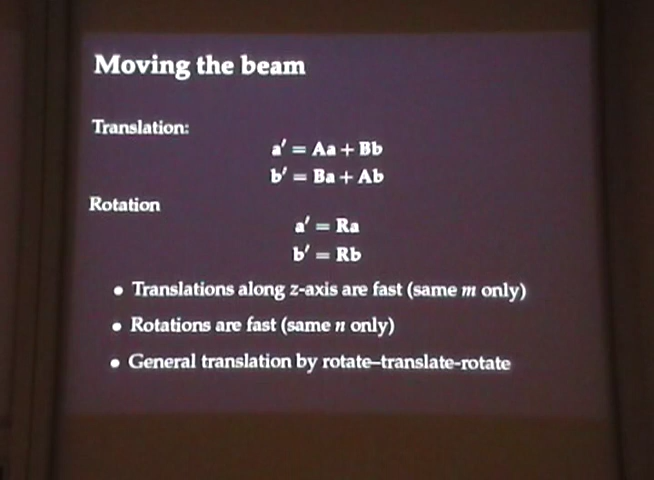 Moving the beam
Translation:
a′ = Aa + Bb
b′ = Ba + Ab
Rotation
a′ = Ra
b′ = Rb
• Translations along z-axis are fast (same m only)
• Rotations are fast (same n only)
• General translation by rotate–translate-rotate